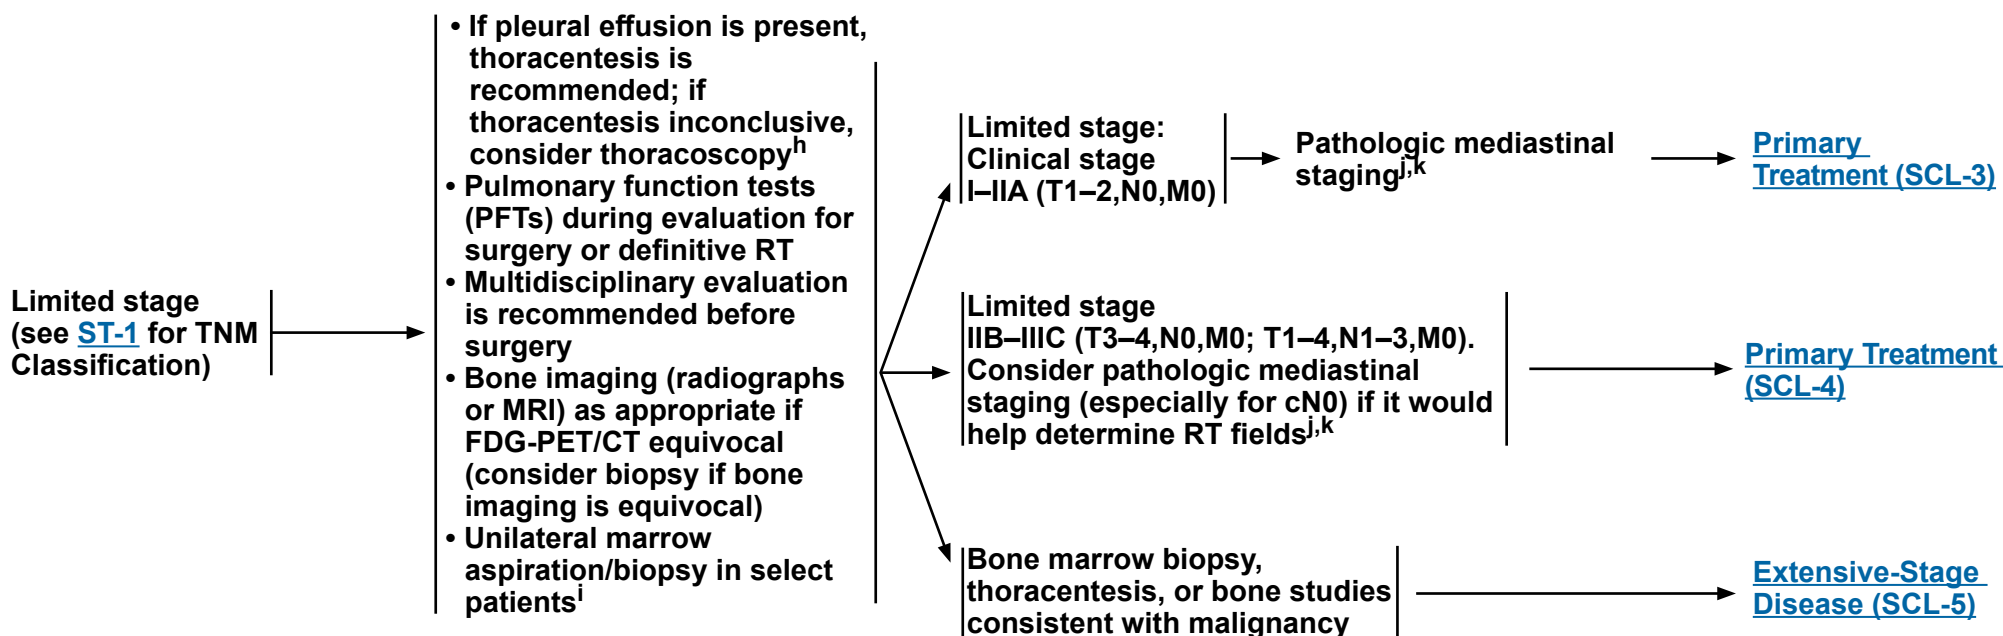 Limited stage
(see ST-1 for TNM
Classification)
• If pleural effusion is present,
thoracentesis is
recommended; if
thoracentesis inconclusive,
consider thoracoscopyh
• Pulmonary function tests
(PFTs) during evaluation for
surgery or definitive RT
• Multidisciplinary evaluation
is recommended before
surgery
• Bone imaging (radiographs
or MRI) as appropriate if
FDG-PET/CT equivocal
(consider biopsy if bone
imaging is equivocal)
• Unilateral marrow
aspiration/biopsy in select
patientsi
Limited stage:
Clinical stage
I–IIA (T1–2,N0,M0)
Pathologic mediastinal
stagingj,k
Primary
Treatment (SCL-3)
Limited stage
IIB–IIIC (T3–4,N0,M0; T1–4,N1–3,M0).
Consider pathologic mediastinal
staging (especially for cN0) if it would
help determine RT fieldsj,k
Primary Treatment
(SCL-4)
Bone marrow biopsy,
thoracentesis, or bone studies
consistent with malignancy
Extensive-Stage
Disease (SCL-5)